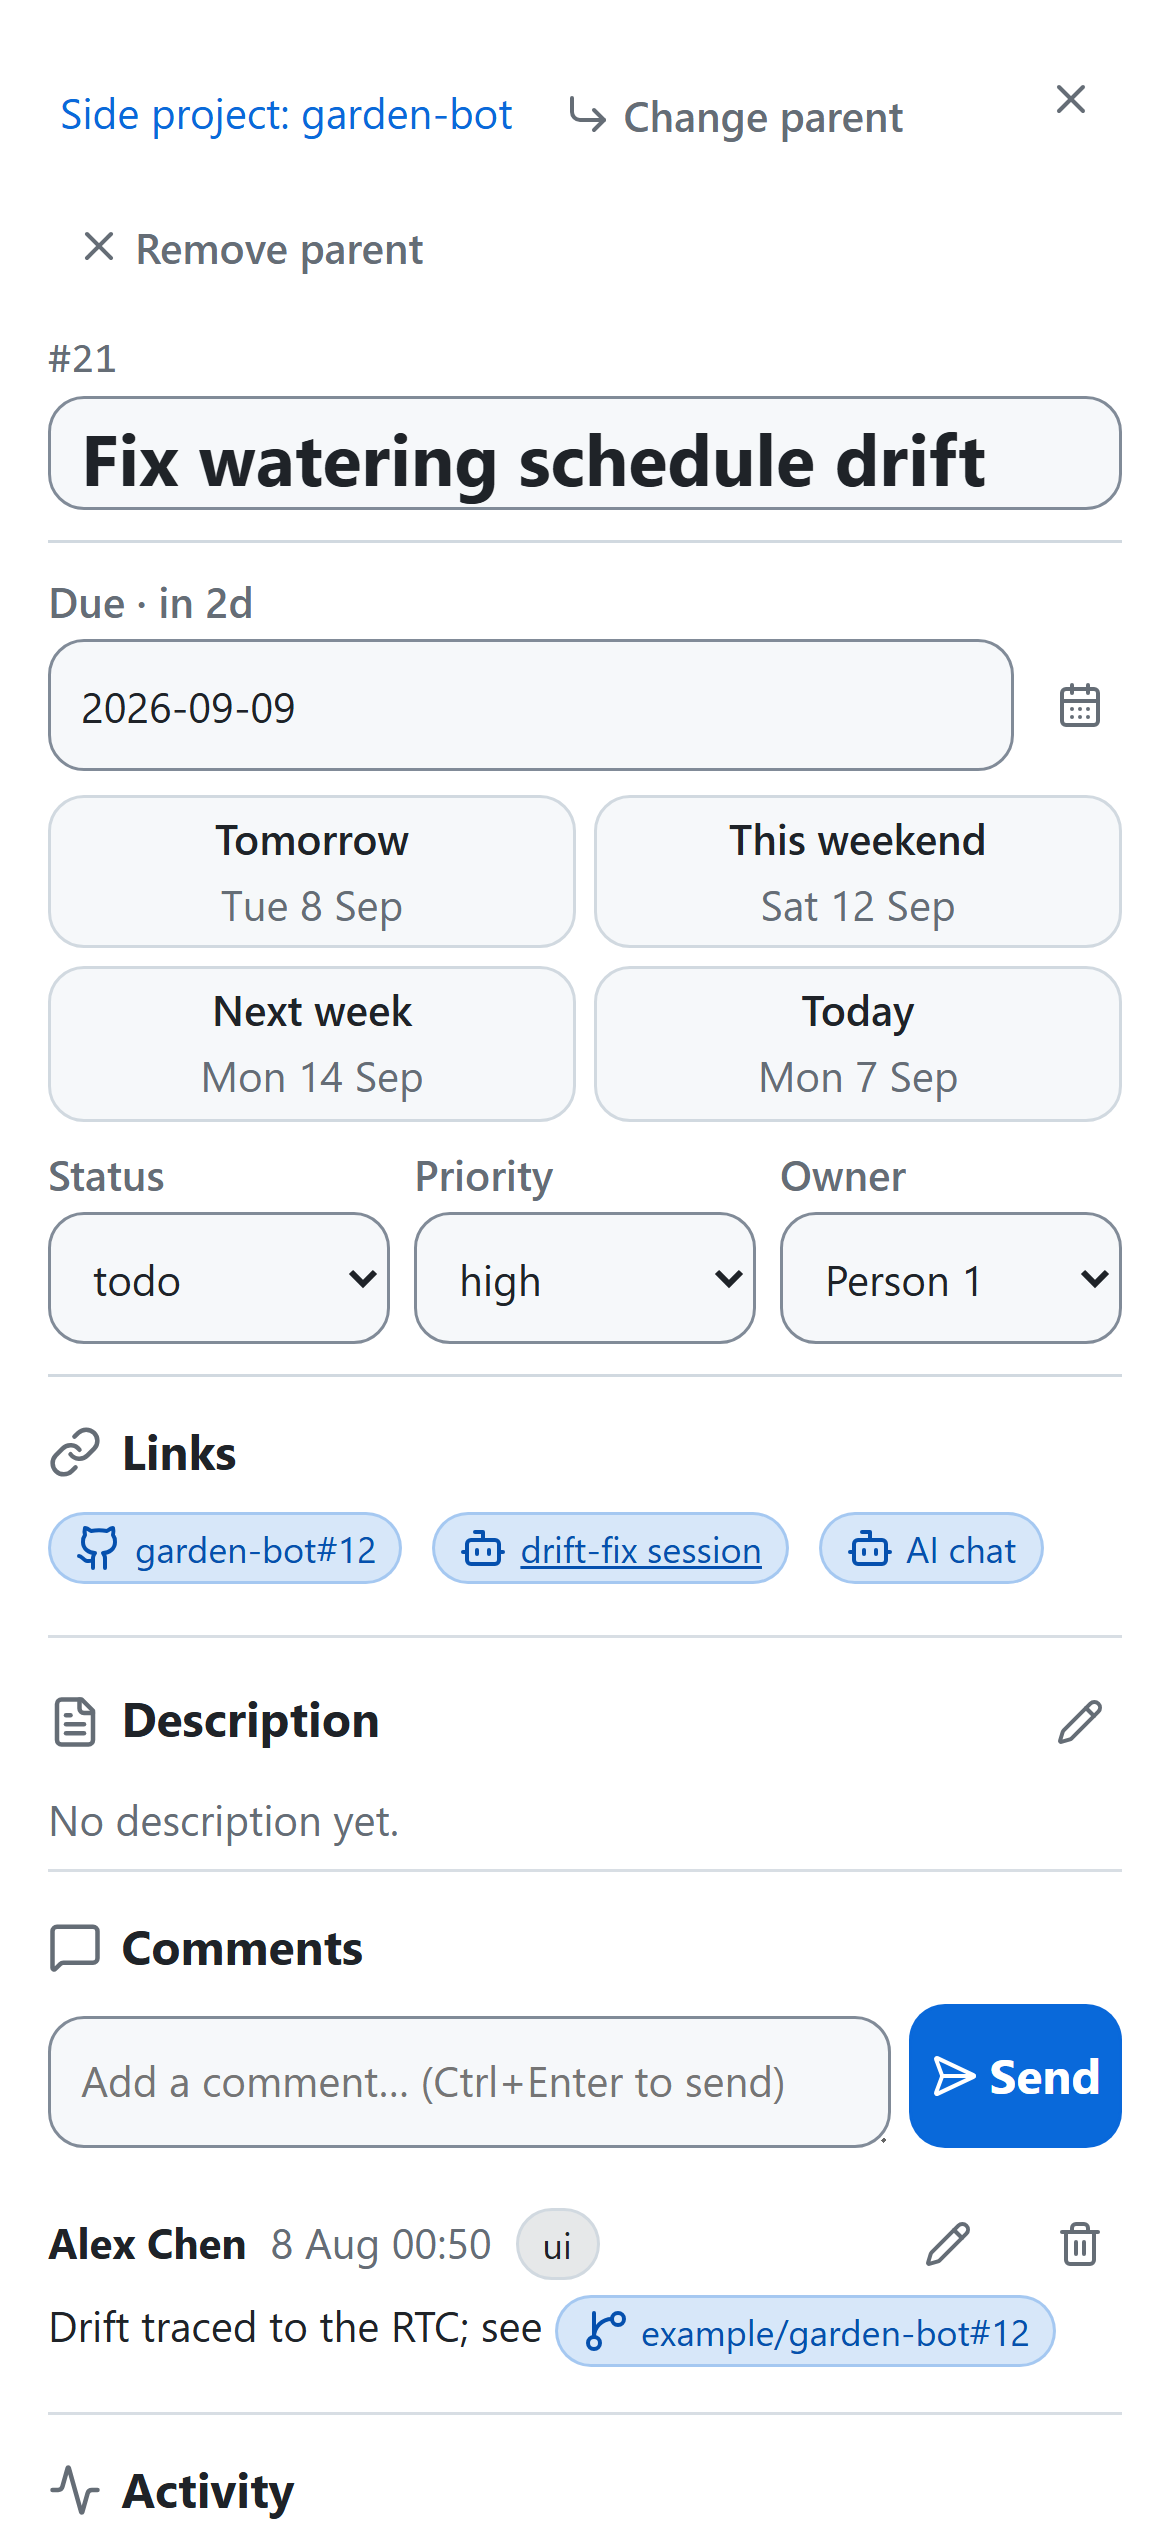 Side project: garden-bot Change parent
Remove parent
#21
Fix watering schedule drift
Due · in 2d
2026-09-09
Tomorrow
Tue 8 Sep
This weekend
Sat 12 Sep
Next week
Mon 14 Sep
Today
Mon 7 Sep
Status Priority Owner
todo high Person 1
Links
garden-bot#12 drift-fix session AI chat
Description
No description yet.
Comments
Add a comment... (Ctrl+Enter to send) Send
Alex Chen 8 Aug 00:50 ui
Drift traced to the RTC; see example/garden-bot#12
Activity